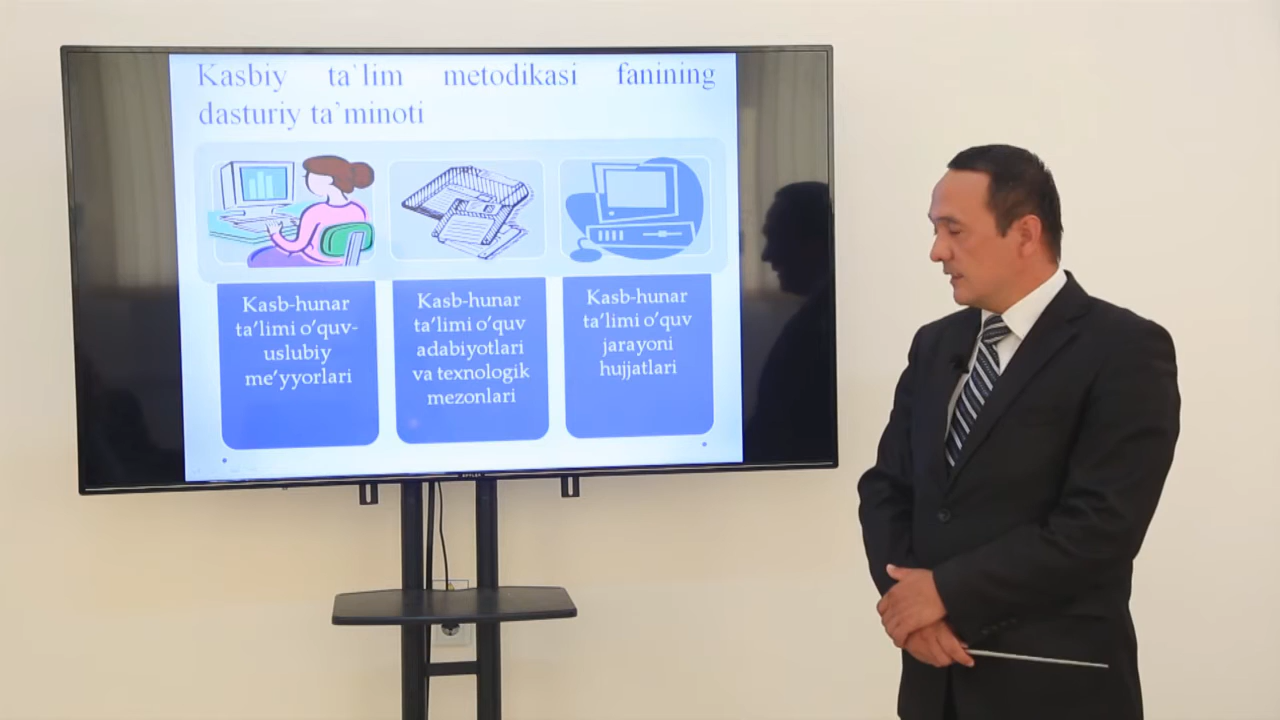 Kasbiy ta`lim metodikasi fanining
dasturiy ta`minoti
Kasb-hunar
ta’limi o’quv-
uslubiy
me’yyorlari
Kasb-hunar
ta’limi o’quv
adabiyotlari
va texnologik
mezonlari
Kasb-hunar
ta’limi o’quv
jarayoni
hujjatlari